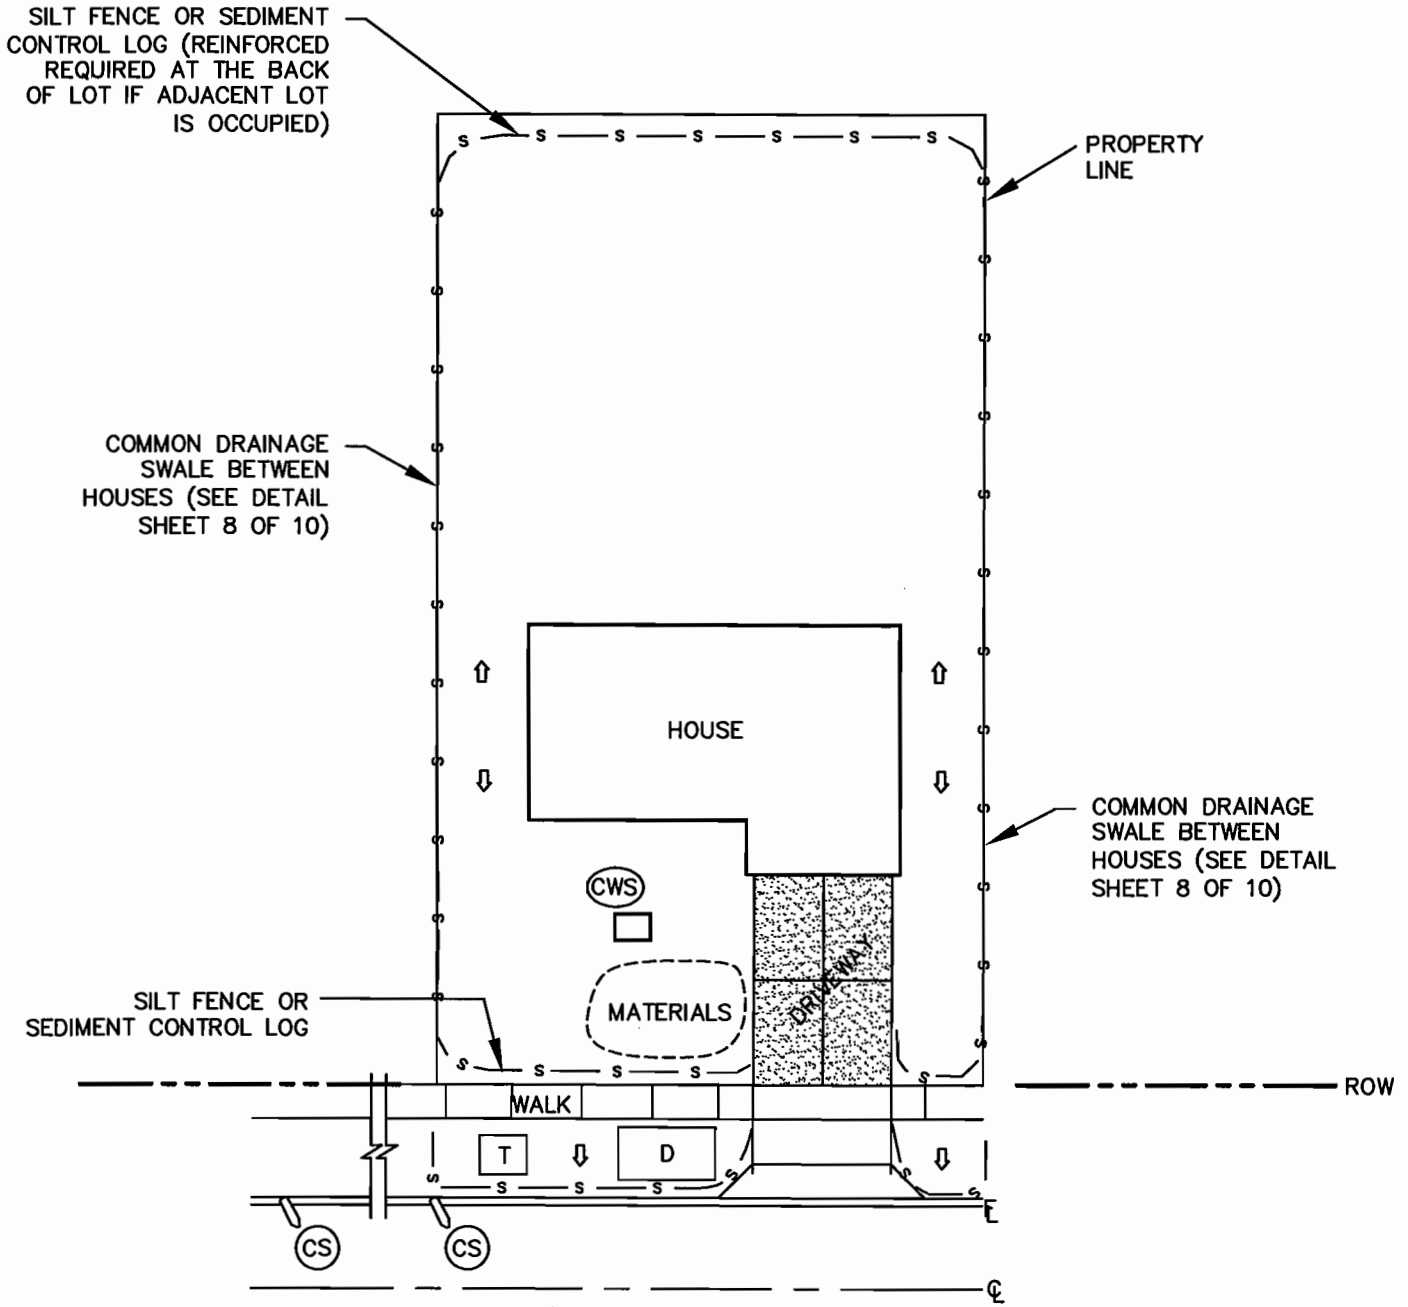 SILT FENCE OR SEDIMENT
CONTROL LOG (REINFORCED
REQUIRED AT THE BACK
OF LOT IF ADJACENT LOT
IS OCCUPIED)
S S S S S S S
PROPERTY
LINE
COMMON DRAINAGE
SWALE BETWEEN
HOUSES (SEE DETAIL
SHEET 8 OF 10)
HOUSE
COMMON DRAINAGE
SWALE BETWEEN
HOUSES (SEE DETAIL
SHEET 8 OF 10)
CWS
DRIVEWAY
MATERIALS
SILT FENCE OR
SEDIMENT CONTROL LOG
S S S S S
ROW
WALK
T
D
S S S S S S S
CS
CS